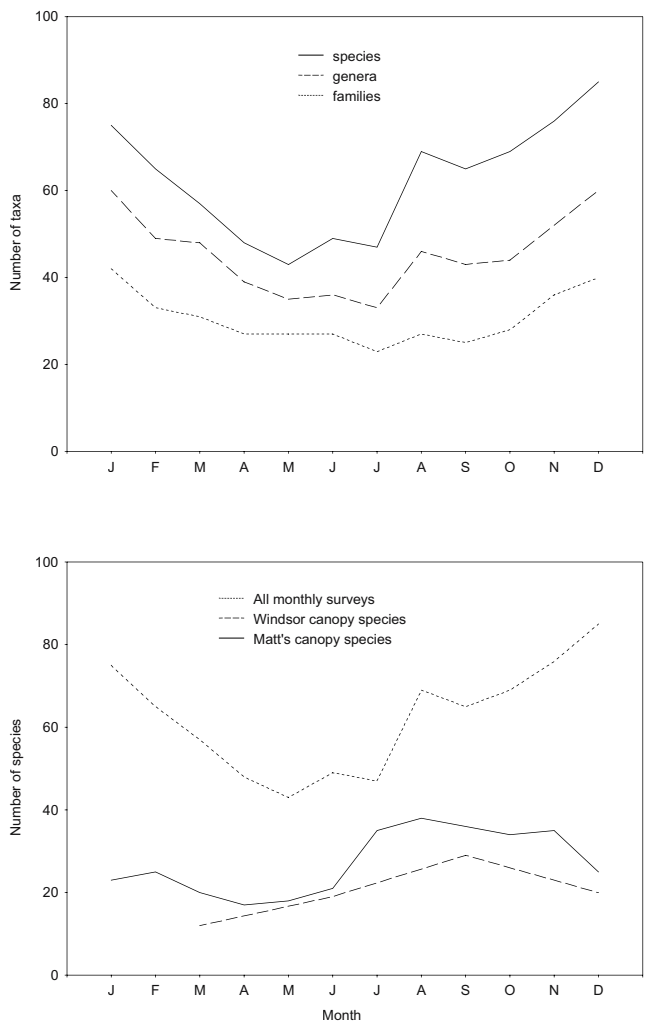 100
80
60
40
20
0
Number of taxa
species
genera
families
J F M A M J J A S O N D
100
80
60
40
20
0
Number of species
All monthly surveys
Windsor canopy species
Matt's canopy species
J F M A M J J A S O N D
Month